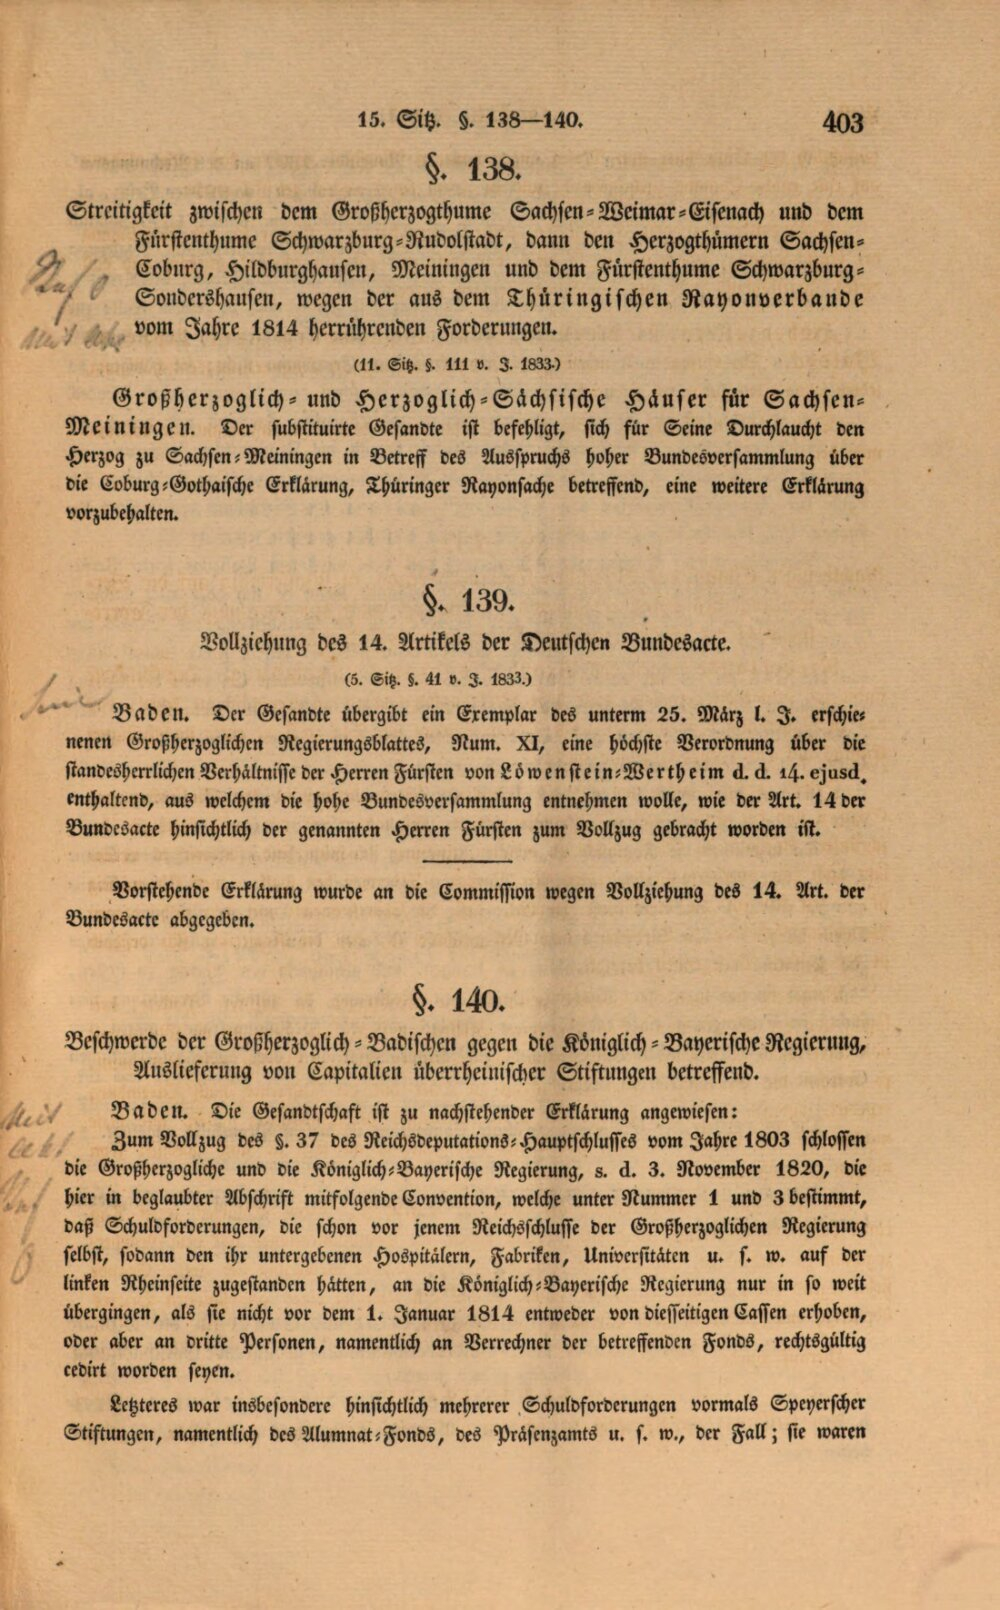 15. Sitz. §. 138—140. 403
§. 138.
Streitigkeit zwischen dem Großherzogthume Sachsen-Weimar-Eisenach und dem
Fürstenthume Schwarzburg-Rudolstadt, dann den Herzogthümern Sachsen-
Coburg, Hildburghausen, Meiningen und dem Fürstenthume Schwarzburg-
Sondershausen, wegen der aus dem Thüringischen Rayonverbande
vom Jahre 1814 herrührenden Forderungen.
(11. Sitz. §. 111 v. J. 1833.)
Großherzoglich- und Herzoglich-Sächsische Häuser für Sachsen-
Meiningen. Der substituirte Gesandte ist befehligt, sich für Seine Durchlaucht den
Herzog zu Sachsen-Meiningen in Betreff des Ausspruchs hoher Bundesversammlung über
die Coburg-Gothaische Erklärung, Thüringer Rayonsache betreffend, eine weitere Erklärung
vorzubehalten.
§. 139.
Vollziehung des 14. Artikels der Deutschen Bundesacte.
(5. Sitz. §. 41 v. J. 1833.)
Baden. Der Gesandte übergibt ein Exemplar des unterm 25. März l. J. erschie-
nenen Großherzoglichen Regierungsblattes, Num. XI, eine höchste Verordnung über die
standesherrlichen Verhältnisse der Herren Fürsten von Löwenstein-Wertheim d. d. 14. ejusd.
enthaltend, aus welchem die hohe Bundesversammlung entnehmen wolle, wie der Art. 14 der
Bundesacte hinsichtlich der genannten Herren Fürsten zum Vollzug gebracht worden ist.
Vorstehende Erklärung wurde an die Commission wegen Vollziehung des 14. Art. der
Bundesacte abgegeben.
§. 140.
Beschwerde der Großherzoglich-Badischen gegen die Königlich-Bayerische Regierung,
Auslieferung von Capitalien überrheinischer Stiftungen betreffend.
Baden. Die Gesandtschaft ist zu nachstehender Erklärung angewiesen:
Zum Vollzug des §. 37 des Reichsdeputations-Hauptschlusses vom Jahre 1803 schlossen
die Großherzogliche und die Königlich-Bayerische Regierung, s. d. 3. November 1820, die
hier in beglaubter Abschrift mitfolgende Convention, welche unter Nummer 1 und 3 bestimmt,
daß Schuldforderungen, die schon vor jenem Reichsschlusse der Großherzoglichen Regierung
selbst, sodann den ihr untergebenen Hospitälern, Fabriken, Universitäten u. s. w. auf der
linken Rheinseite zugestanden hätten, an die Königlich-Bayerische Regierung nur in so weit
übergingen, als sie nicht vor dem 1. Januar 1814 entweder von diesseitigen Cassen erhoben,
oder aber an dritte Personen, namentlich an Verrechner der betreffenden Fonds, rechtsgültig
cedirt worden seyen.
Letzteres war insbesondere hinsichtlich mehrerer Schuldforderungen vormals Speyerscher
Stiftungen, namentlich des Alumnat-Fonds, des Präsenzamts u. s. w., der Fall; sie waren